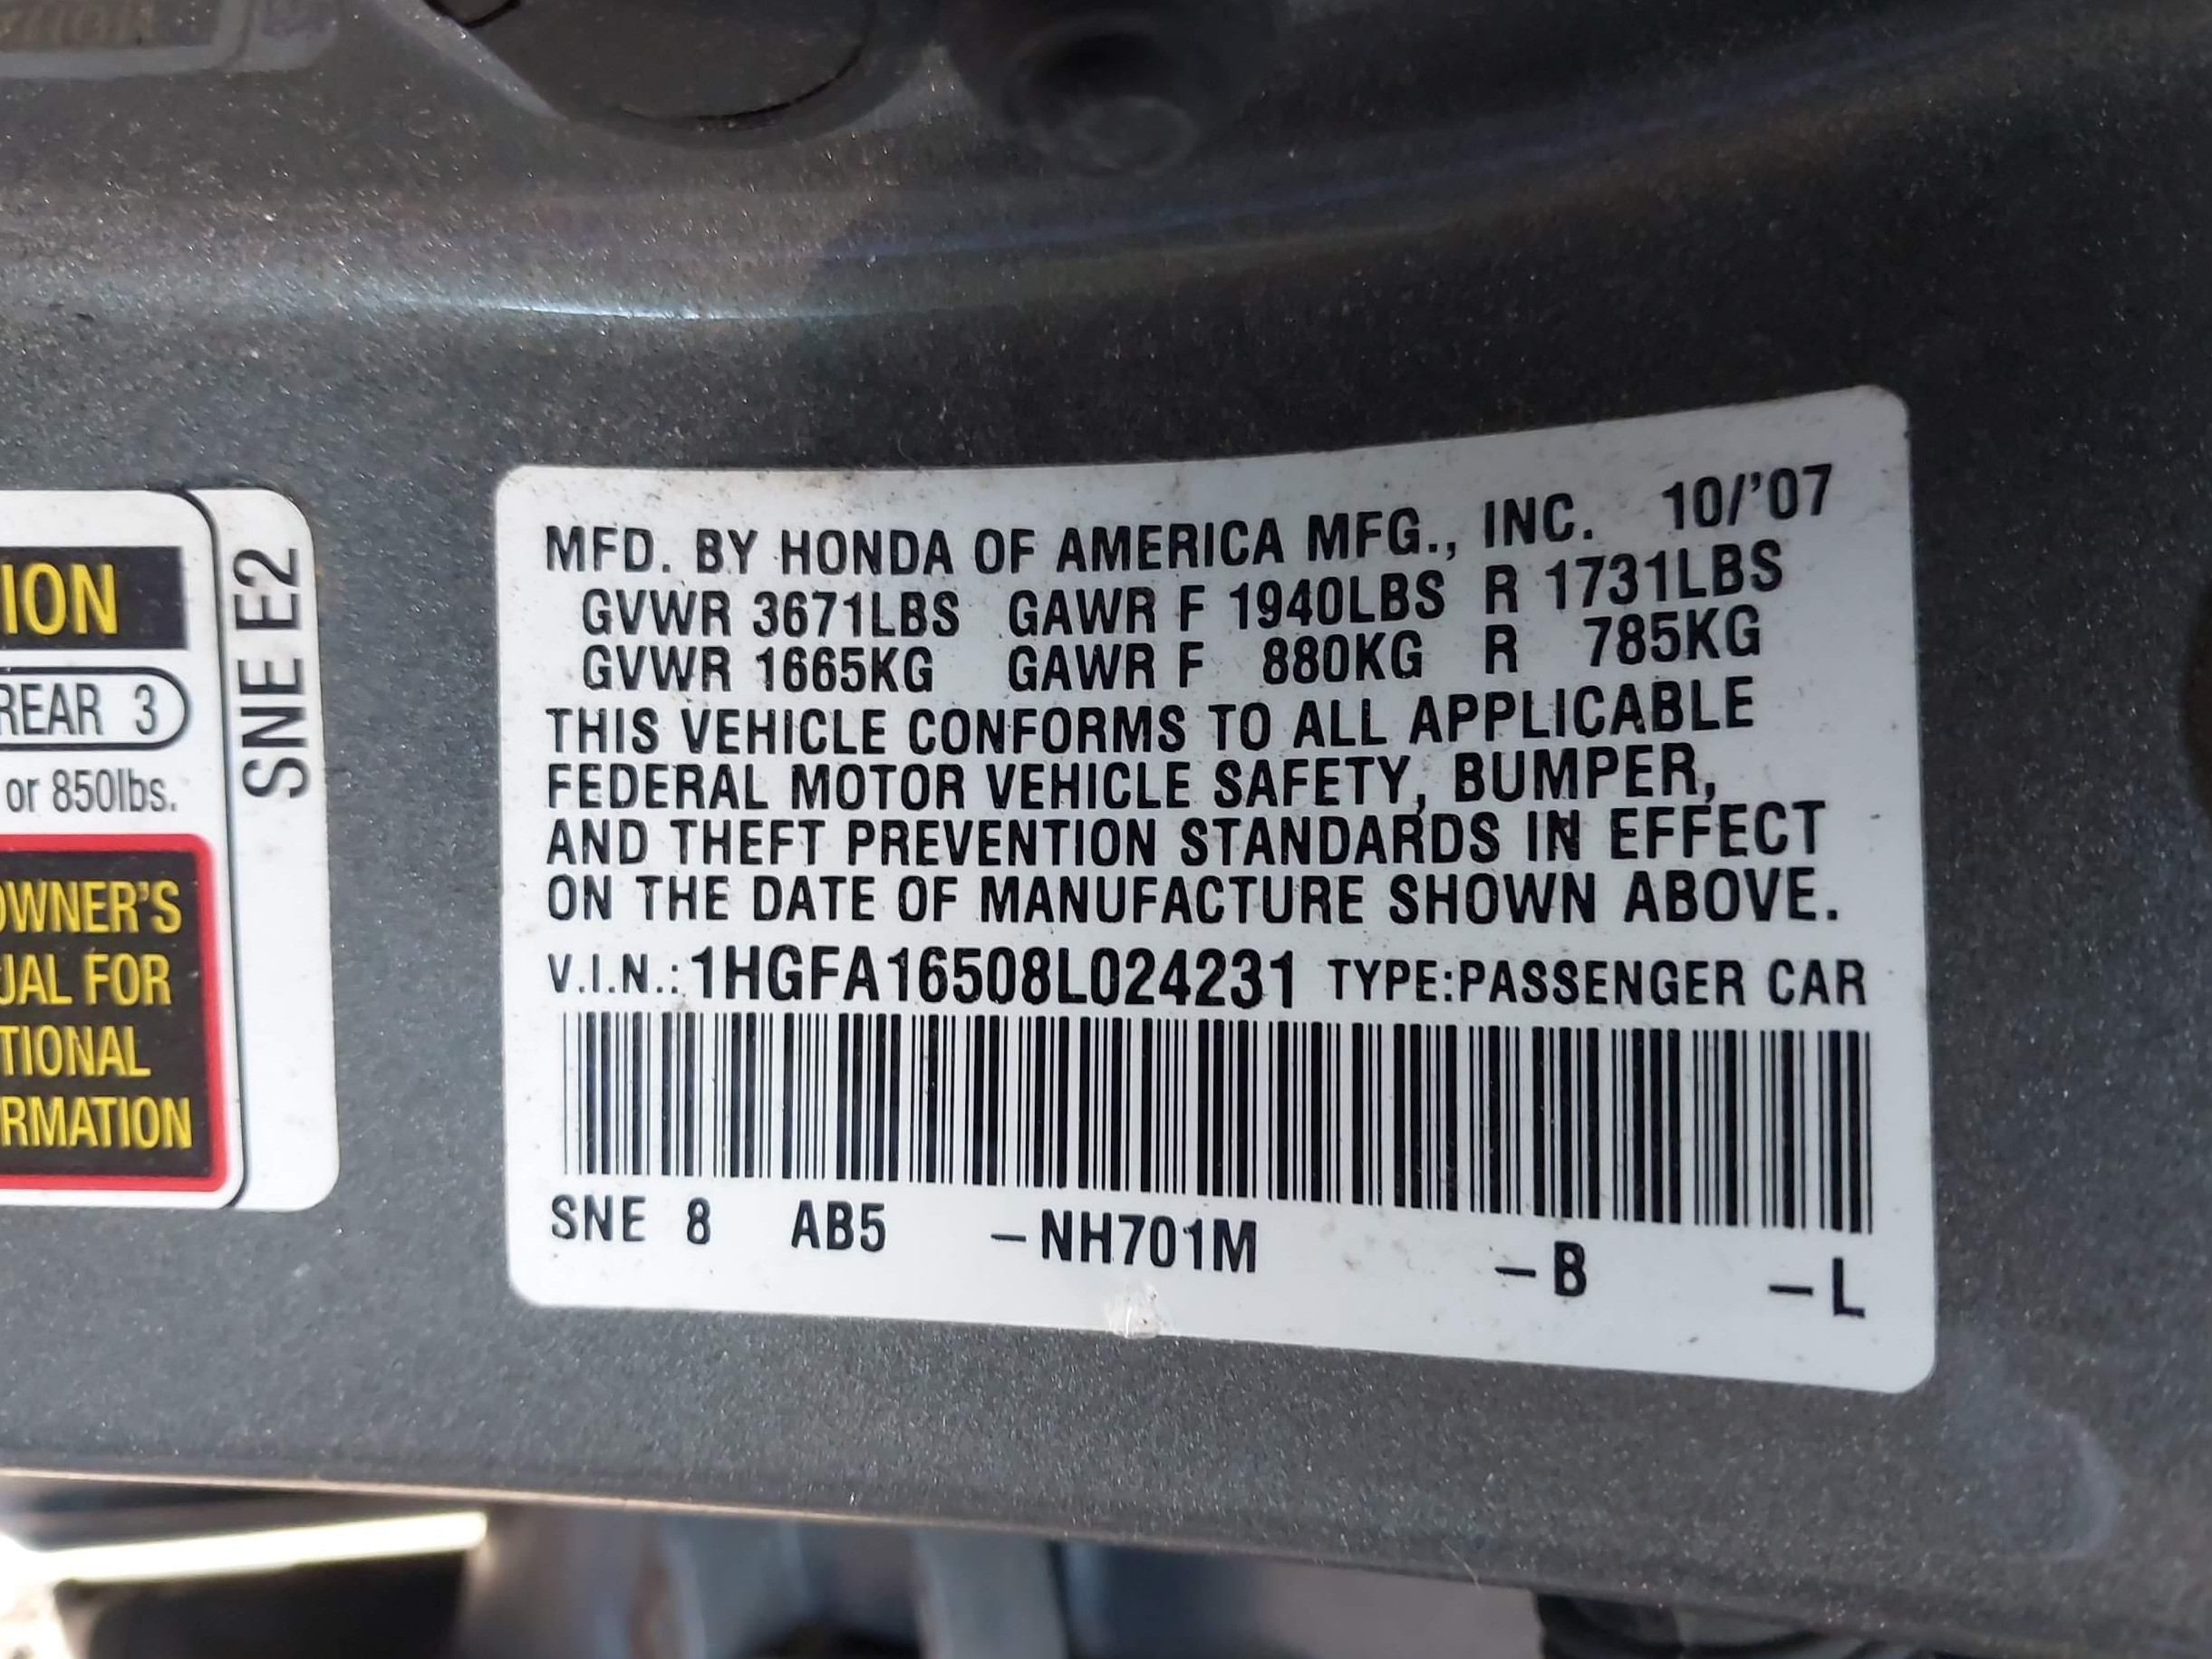 ION
REAR 3
or 850lbs.
OWNER'S
UAL FOR
TIONAL
RMATION
SNE E2
MFD. BY HONDA OF AMERICA MFG., INC. 10/'07
GVWR 3671LBS GAWR F 1940LBS R 1731LBS
GVWR 1665KG GAWR F 880KG R 785KG
THIS VEHICLE CONFORMS TO ALL APPLICABLE
FEDERAL MOTOR VEHICLE SAFETY, BUMPER,
AND THEFT PREVENTION STANDARDS IN EFFECT
ON THE DATE OF MANUFACTURE SHOWN ABOVE.
V.I.N.: 1HGFA16508L024231 TYPE:PASSENGER CAR
SNE 8 AB5 –NH701M –B –L